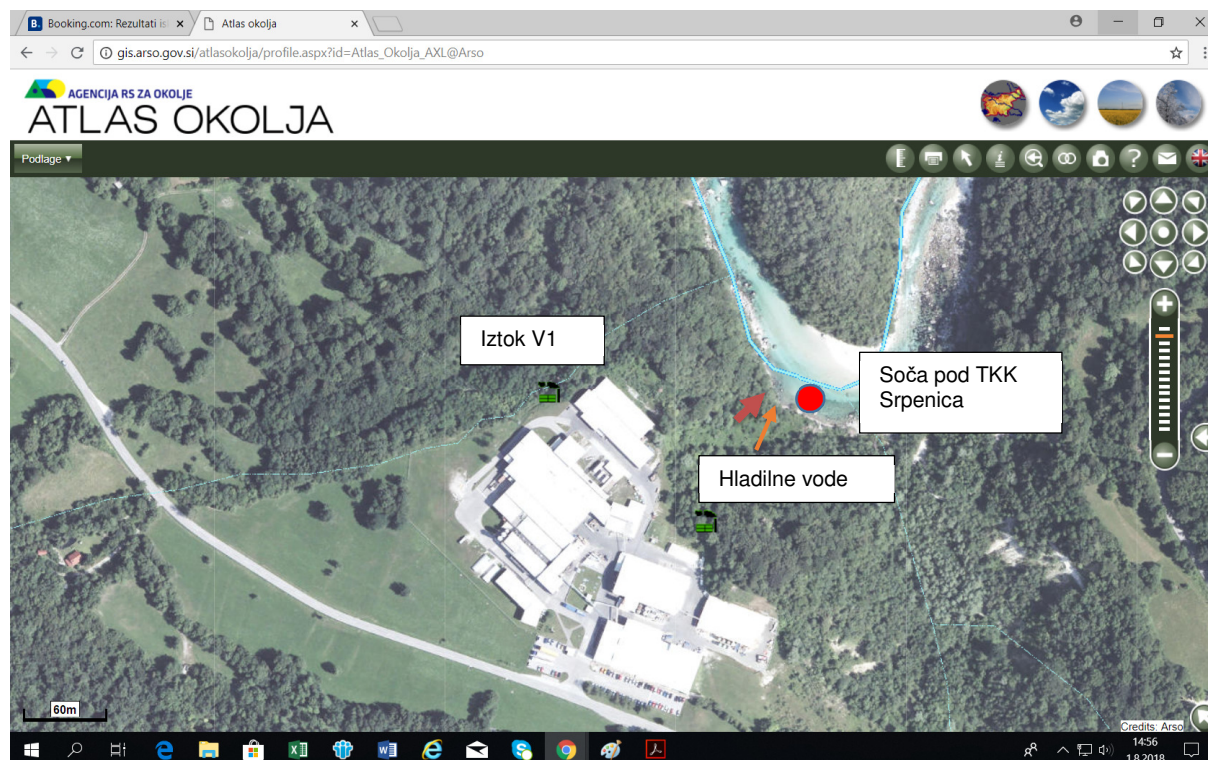 Booking.com: Rezultati is
Atlas okolja
gis.arso.gov.si/atlasokolja/profile.aspx?id=Atlas_Okolja_AXL@Arso
AGENCIJA RS ZA OKOLJE
ATLAS OKOLJA
Podlage
Iztok V1
Soča pod TKK
Srpenica
Hladilne vode
60m
Credits: Arso
14:56
1.8.2018